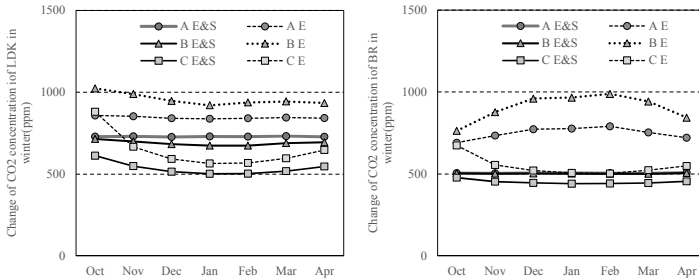 Change of CO2 concentration iof LDK in
winter(ppm)
1500
1000
500
0
A E&S
A E
B E&S
B E
C E&S
C E
Oct Nov Dec Jan Feb Mar Apr
Change of CO2 concentration iof BR in
winter(ppm)
1500
1000
500
0
A E&S
A E
B E&S
B E
C E&S
C E
Oct Nov Dec Jan Feb Mar Apr